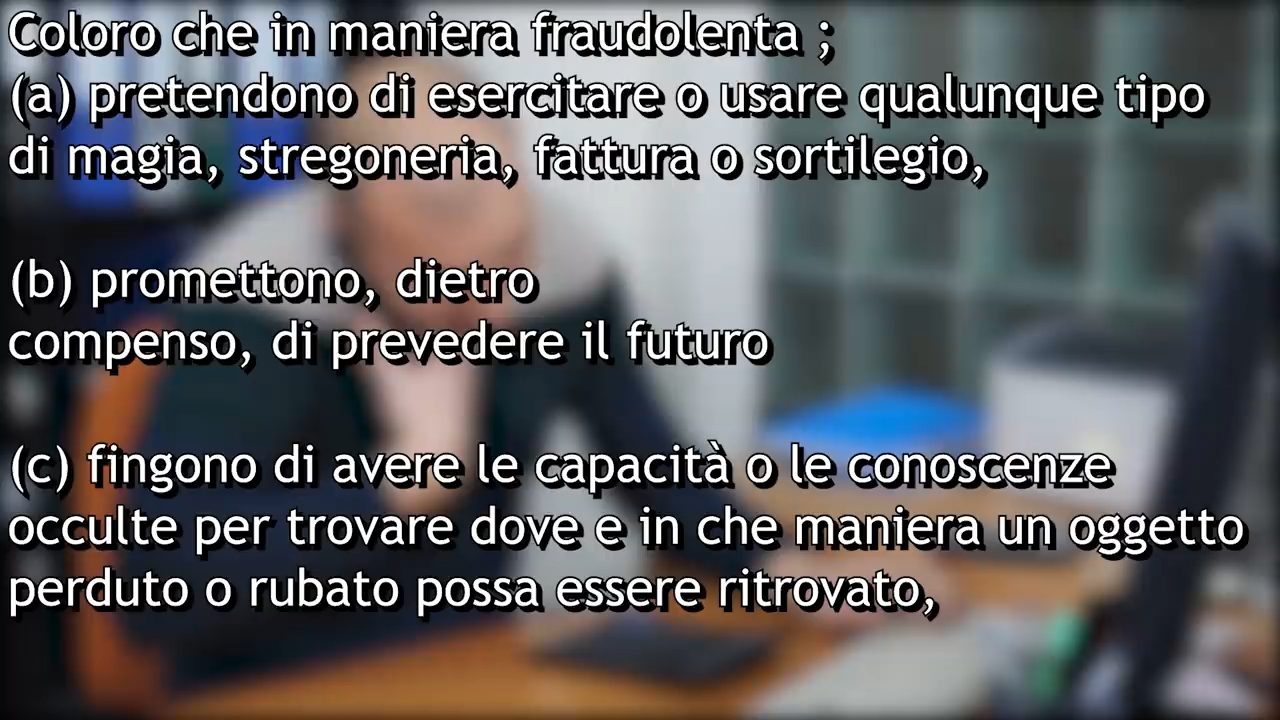 Coloro che in maniera fraudolenta ;
(a) pretendono di esercitare o usare qualunque tipo
di magia, stregoneria, fattura o sortilegio,
(b) promettono, dietro
compenso, di prevedere il futuro
(c) fingono di avere le capacità o le conoscenze
occulte per trovare dove e in che maniera un oggetto
perduto o rubato possa essere ritrovato,